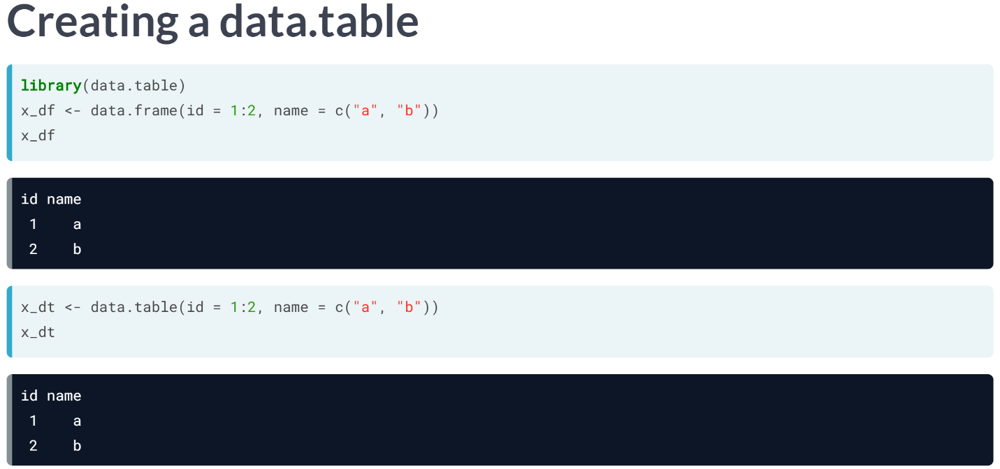 Creating a data.table
library(data.table)
x_df <- data.frame(id = 1:2, name = c("a", "b"))
x_df
id name
 1    a
 2    b
x_dt <- data.table(id = 1:2, name = c("a", "b"))
x_dt
id name
 1    a
 2    b